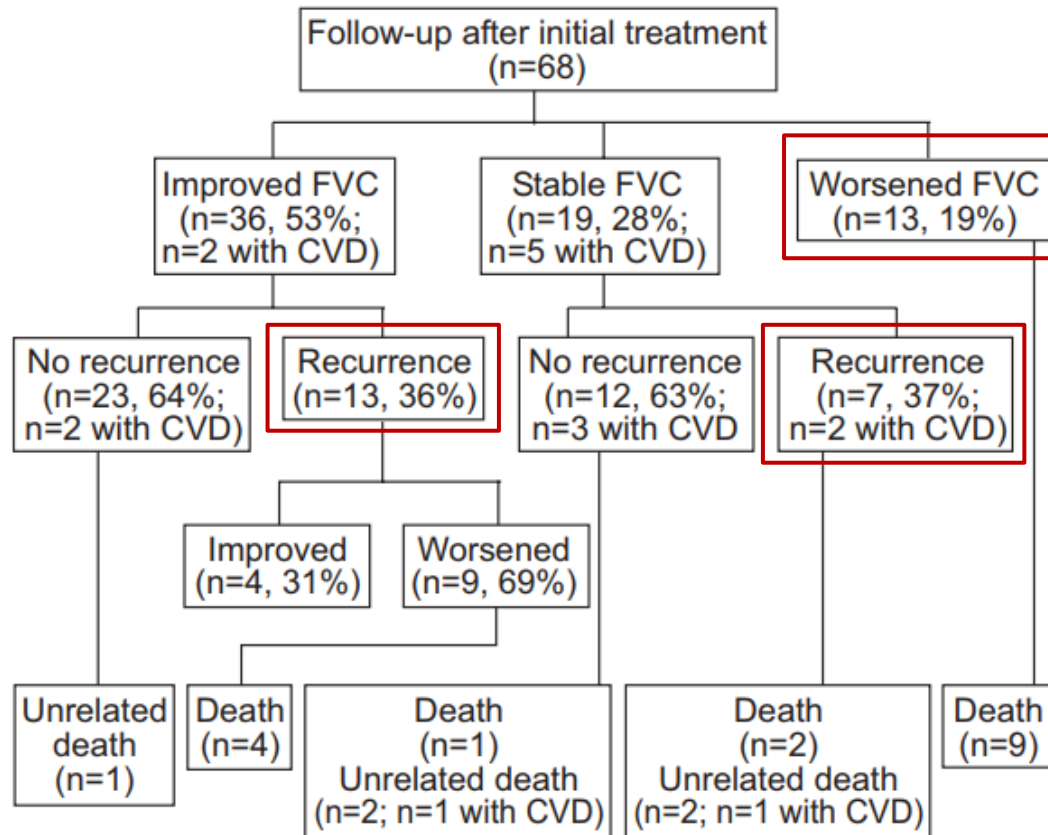 Follow-up after initial treatment
(n=68)
Improved FVC
(n=36, 53%;
n=2 with CVD)
Stable FVC
(n=19, 28%;
n=5 with CVD)
Worsened FVC
(n=13, 19%)
No recurrence
(n=23, 64%;
n=2 with CVD)
Recurrence
(n=13, 36%)
No recurrence
(n=12, 63%;
n=3 with CVD
Recurrence
(n=7, 37%;
n=2 with CVD)
Improved
(n=4, 31%)
Worsened
(n=9, 69%)
Unrelated
death
(n=1)
Death
(n=4)
Death
(n=1)
Unrelated death
(n=2; n=1 with CVD)
Death
(n=2)
Unrelated death
(n=2; n=1 with CVD)
Death
(n=9)